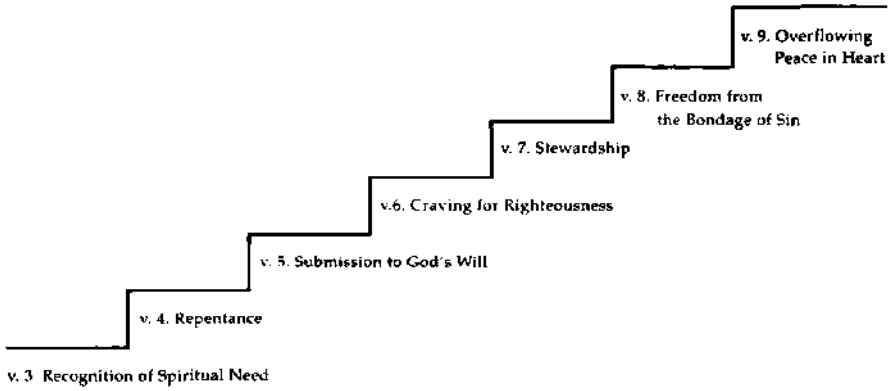 v. 9. Overflowing
Peace in Heart
v. 8. Freedom from
the Bondage of Sin
v. 7. Stewardship
v.6. Craving for Righteousness
v. 5. Submission to God's Will
v. 4. Repentance
v. 3 Recognition of Spiritual Need